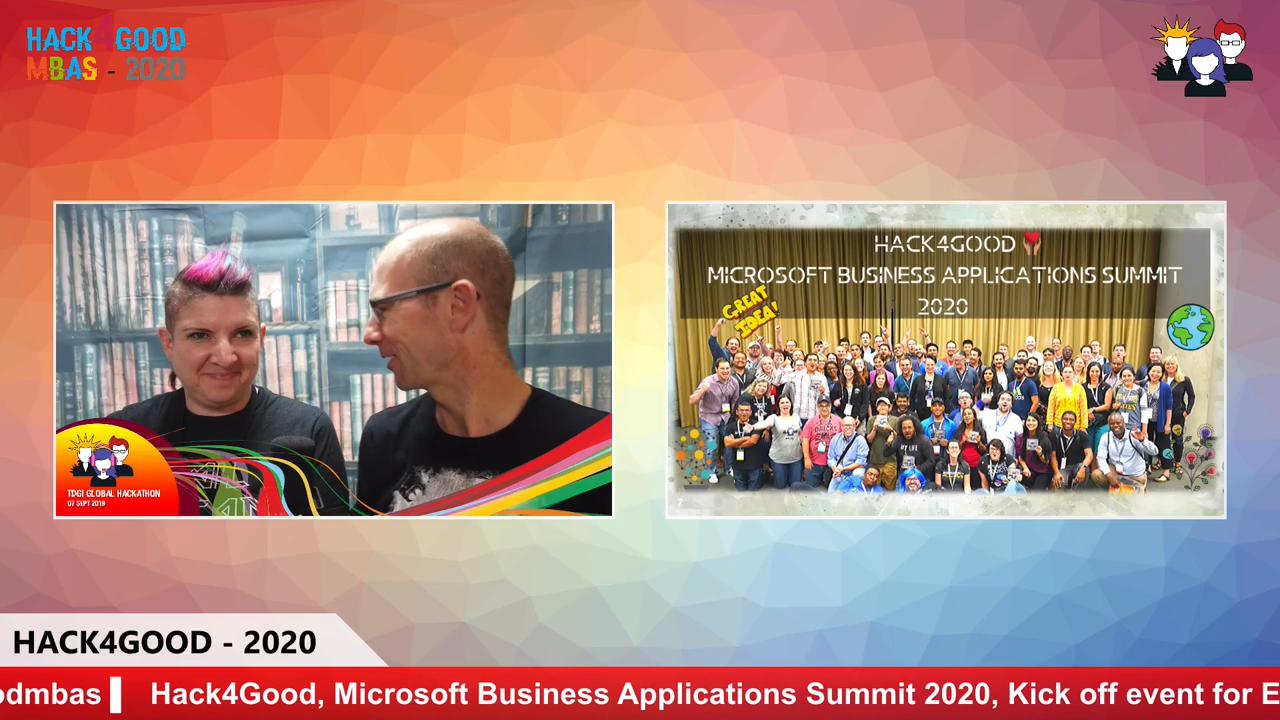 HACK4GOOD
MBAS - 2020
HACK4GOOD
MICROSOFT BUSINESS APPLICATIONS SUMMIT
2020
GREAT
IDEA!
TDG! GLOBAL HACKATHON
07 SEPT 2019
HACK4GOOD - 2020
odmbas Hack4Good, Microsoft Business Applications Summit 2020, Kick off event for E